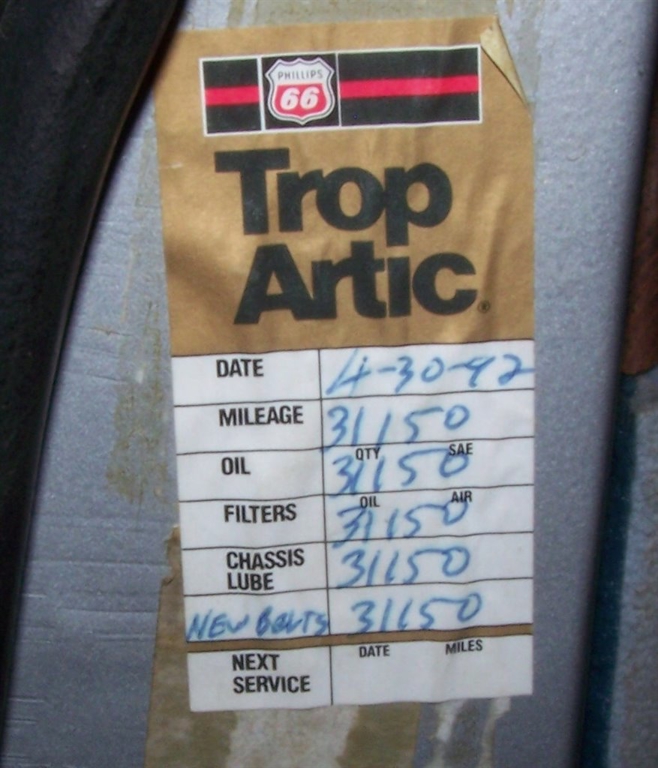 PHILLIPS
66
Trop
Artic®
DATE 4-30-92
MILEAGE 31150
OIL QTY SAE 31150
FILTERS OIL AIR 31150
CHASSIS
LUBE 31150
NEW BELTS 31150
NEXT
SERVICE DATE MILES